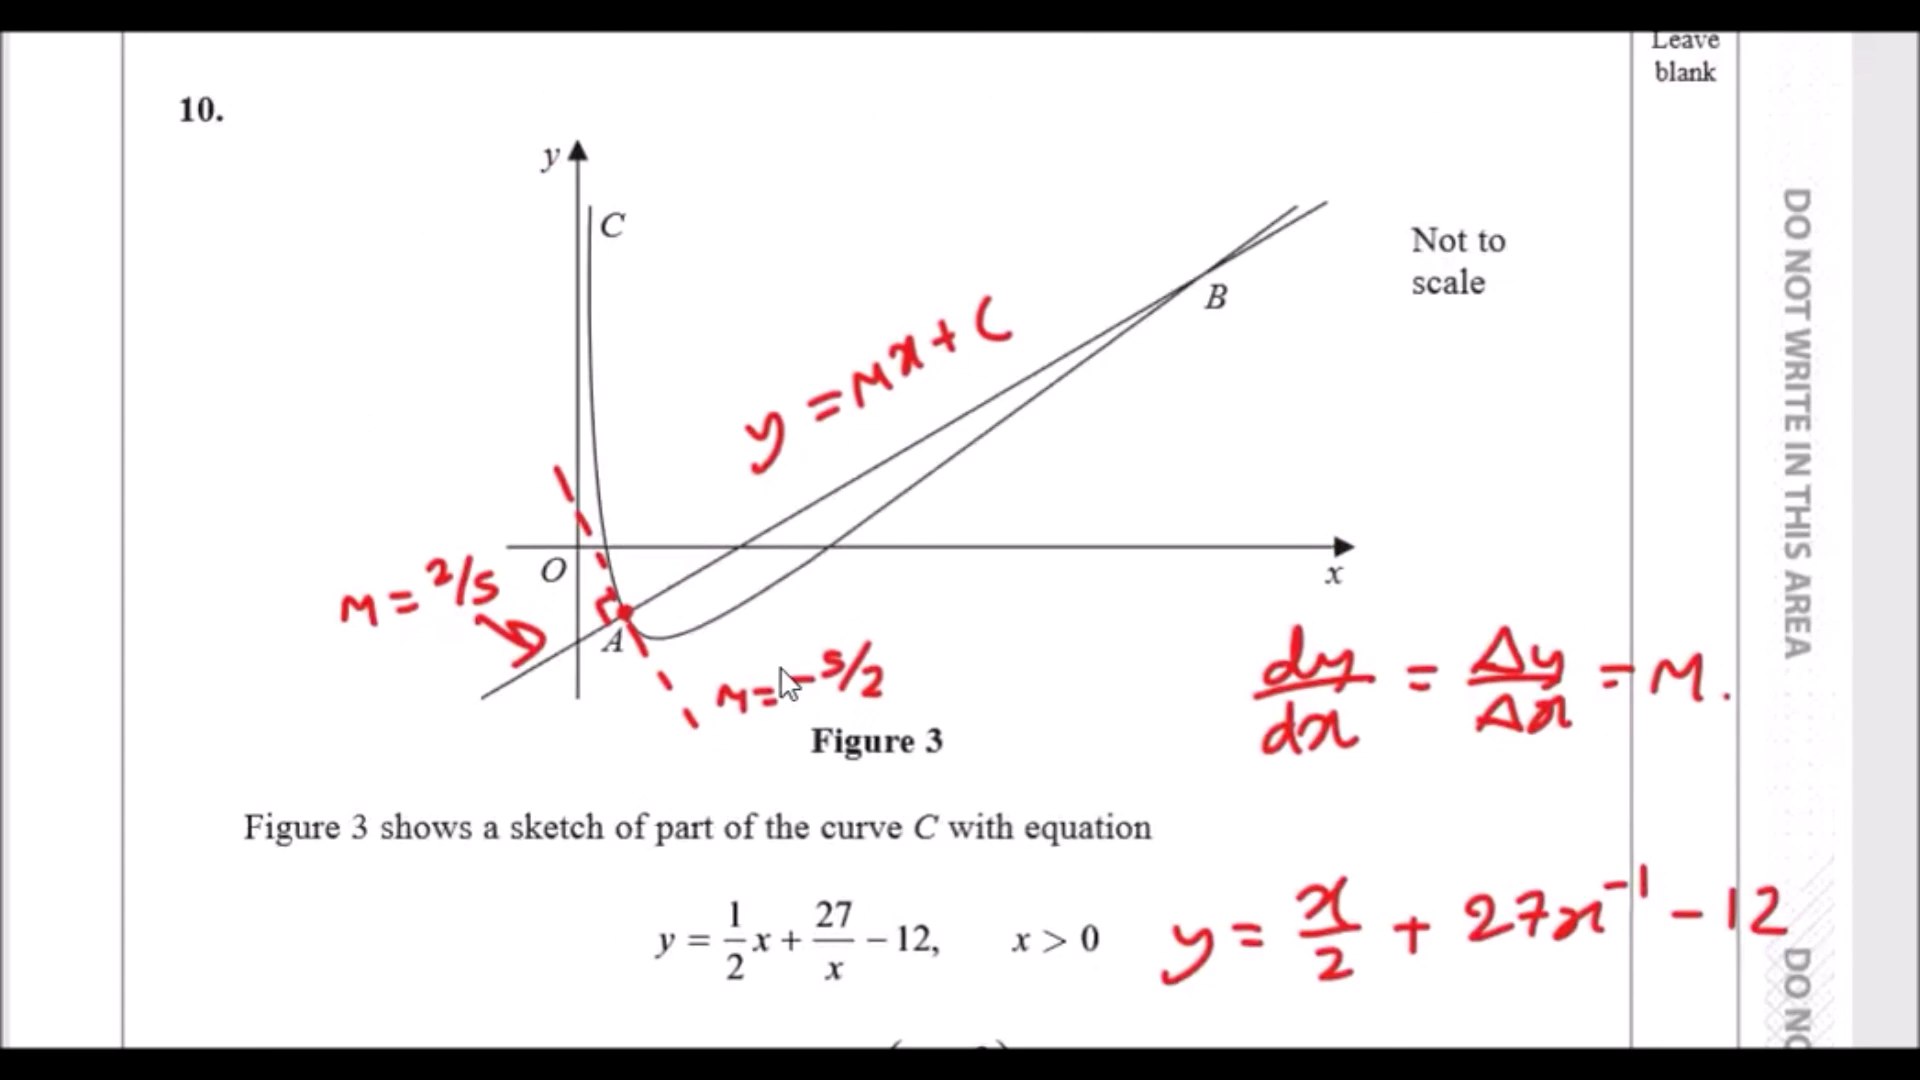 Leave
blank
10.
y
C
Not to
scale
B
y = mx + c
O
x
m = 2/5
A
m = -5/2
dy/dx = Δy/Δx = m.
Figure 3
Figure 3 shows a sketch of part of the curve C with equation
y = 1/2 x + 27/x − 12, x > 0
y = x/2 + 27x⁻¹ − 12
DO NOT WRITE IN THIS AREA
DO NO